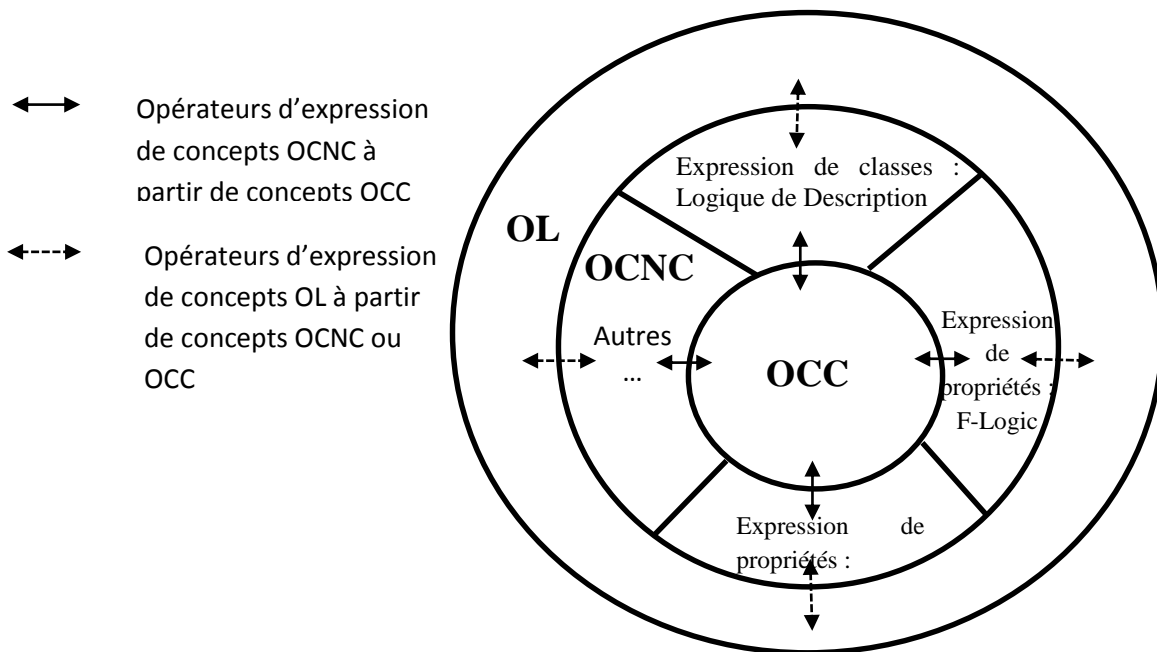 Opérateurs d'expression
de concepts OCNC à
partir de concepts OCC
Opérateurs d'expression
de concepts OL à partir
de concepts OCNC ou
OCC
OL
OCNC
OCC
Expression de classes :
Logique de Description
Autres
...
Expression
de
propriétés :
F-Logic
Expression de
propriétés :